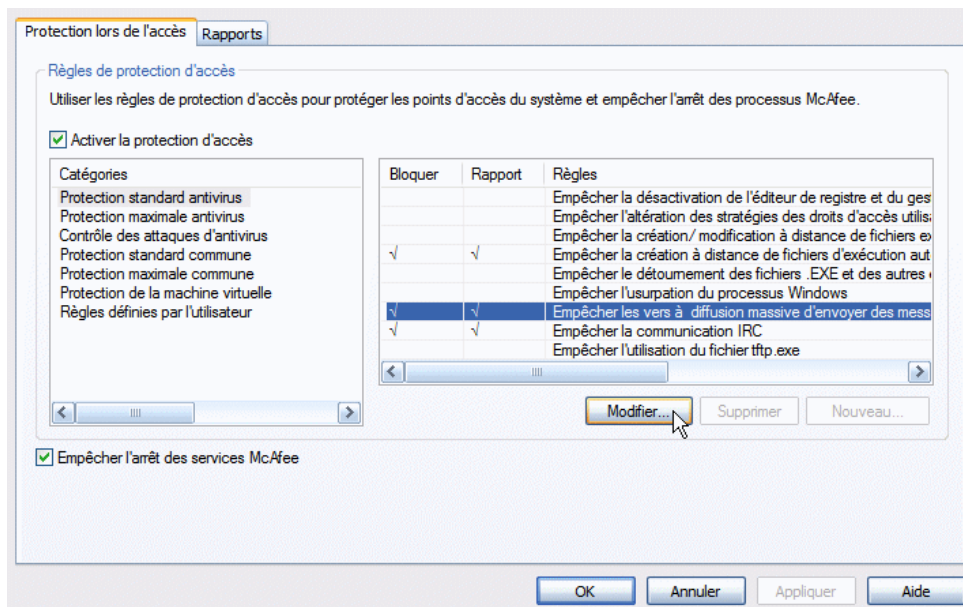 Protection lors de l'accès Rapports
Règles de protection d'accès
Utiliser les règles de protection d'accès pour protéger les points d'accès du système et empêcher l'arrêt des processus McAfee.
Activer la protection d'accès
Catégories
Protection standard antivirus
Protection maximale antivirus
Contrôle des attaques d'antivirus
Protection standard commune
Protection maximale commune
Protection de la machine virtuelle
Règles définies par l'utilisateur
Bloquer Rapport Règles
Empêcher la désactivation de l'éditeur de registre et du ges
Empêcher l'altération des stratégies des droits d'accès utilis
Empêcher la création/ modification à distance de fichiers ex
√ √ Empêcher la création à distance de fichiers d'exécution aut
Empêcher le détournement des fichiers .EXE et des autres
Empêcher l'usurpation du processus Windows
√ √ Empêcher les vers à diffusion massive d'envoyer des mess
√ √ Empêcher la communication IRC
Empêcher l'utilisation du fichier tftp.exe
Modifier... Supprimer Nouveau...
Empêcher l'arrêt des services McAfee
OK Annuler Appliquer Aide